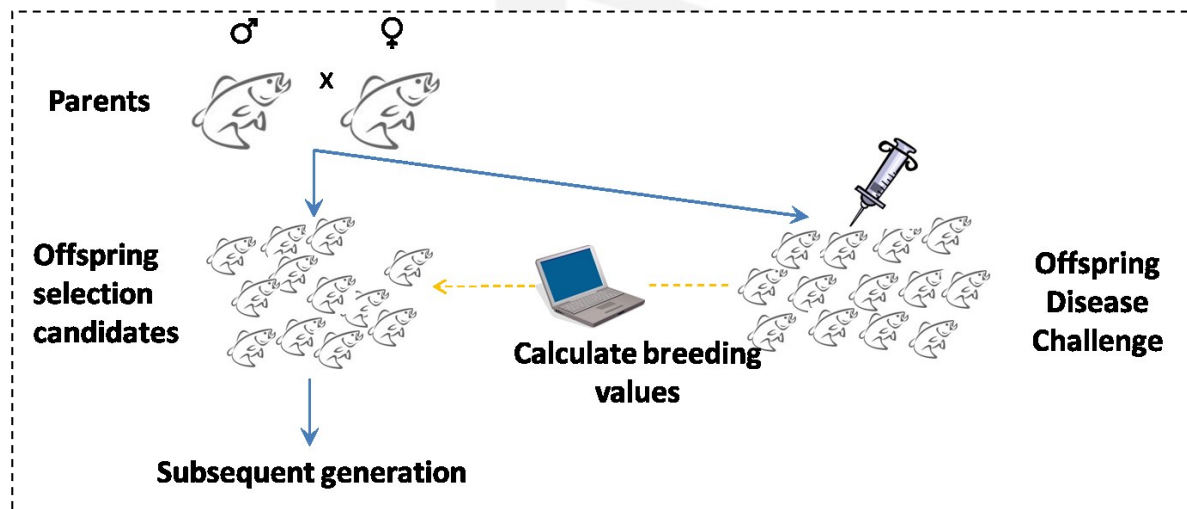 ♂ ♀
Parents
x
Offspring
selection
candidates
Offspring
Disease
Challenge
Calculate breeding
values
Subsequent generation